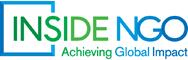 INSIDE NGO
Achieving Global Impact